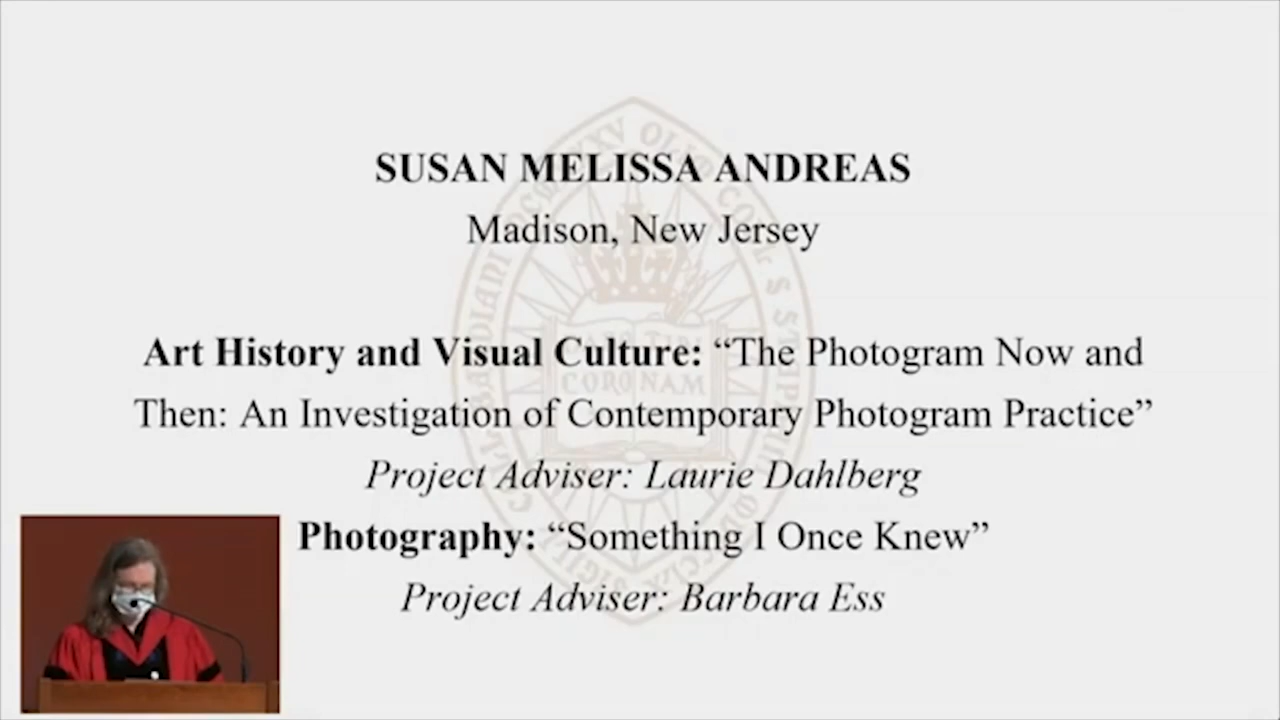 SUSAN MELISSA ANDREAS
Madison, New Jersey
Art History and Visual Culture: “The Photogram Now and
Then: An Investigation of Contemporary Photogram Practice”
Project Adviser: Laurie Dahlberg
Photography: “Something I Once Knew”
Project Adviser: Barbara Ess
CORONAM